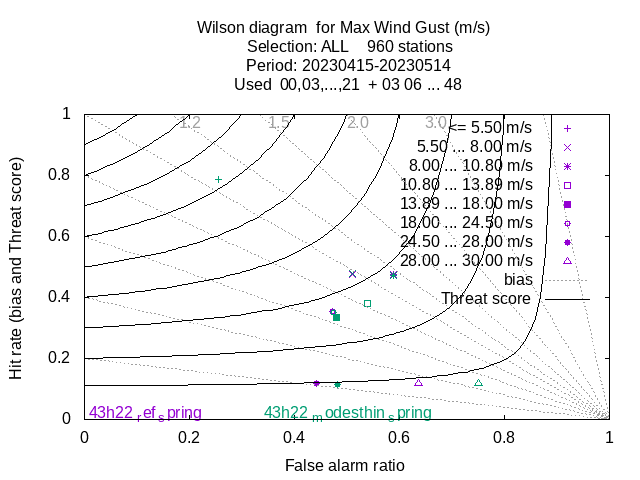 Wilson diagram  for Max Wind Gust (m/s)
Selection: ALL    960 stations
Period: 20230415-20230514
Used  00,03,...,21  + 03 06 ... 48
1.2 1.5 2.0 3.0
<= 5.50 m/s
5.50 ... 8.00 m/s
8.00 ... 10.80 m/s
10.80 ... 13.89 m/s
13.89 ... 18.00 m/s
18.00 ... 24.50 m/s
24.50 ... 28.00 m/s
28.00 ... 30.00 m/s
bias
Threat score
1
0.8
0.6
0.4
0.2
0
Hit rate (bias and Threat score)
43h22_ref_spring 43h22_modesthin_spring
0 0.2 0.4 0.6 0.8 1
False alarm ratio